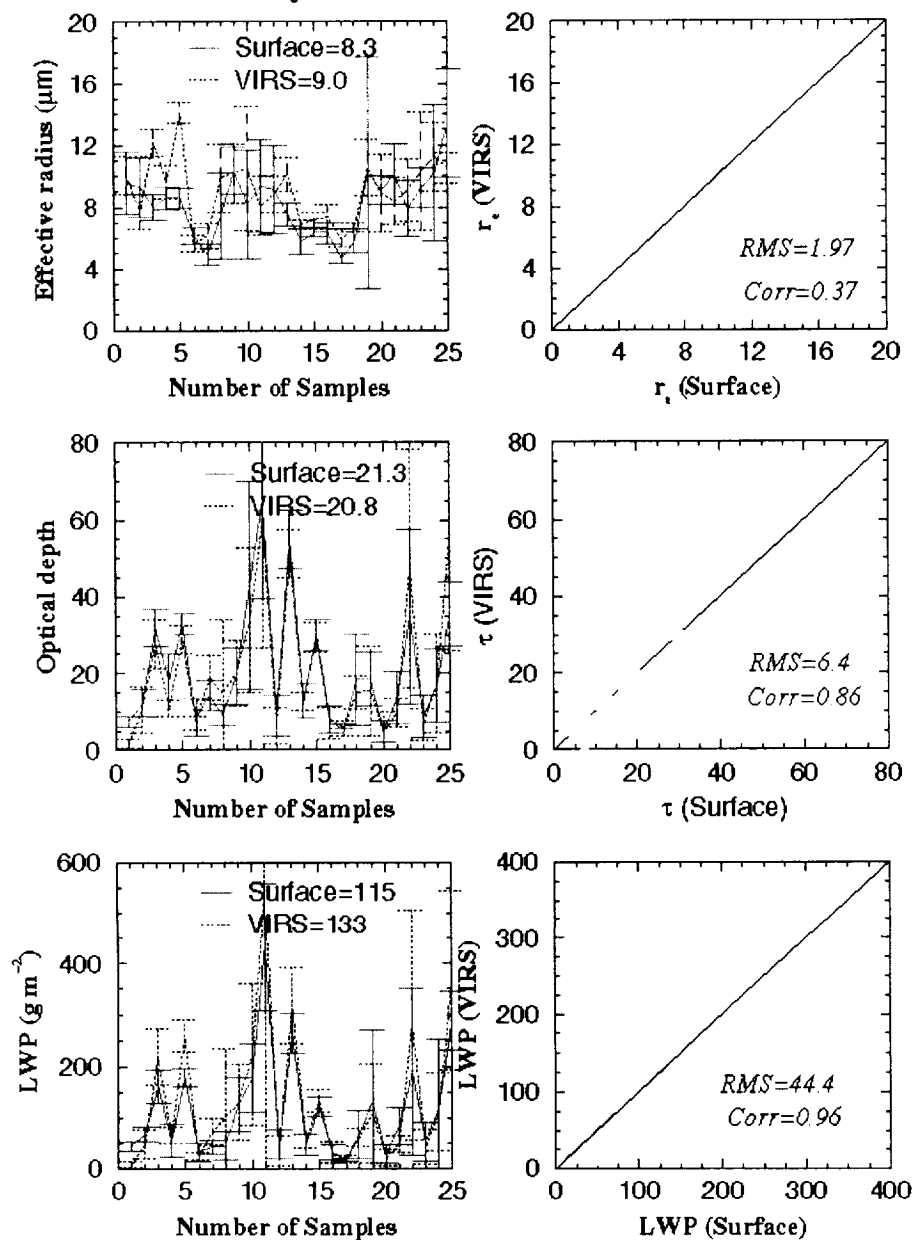 20
16
12
8
4
0
Effective radius (µm)
Surface=8.3
VIRS=9.0
0 5 10 15 20 25
Number of Samples
20
16
12
8
4
0
r (VIRS)
RMS=1.97
Corr=0.37
0 4 8 12 16 20
r (Surface)
80
60
40
20
0
Optical depth
Surface=21.3
VIRS=20.8
0 5 10 15 20 25
Number of Samples
80
60
40
20
0
τ (VIRS)
RMS=6.4
Corr=0.86
20 40 60 80
τ (Surface)
600
400
200
0
LWP (g m⁻²)
Surface=115
VIRS=133
0 5 10 15 20 25
Number of Samples
400
300
200
100
0
LWP (VIRS)
RMS=44.4
Corr=0.96
0 100 200 300 400
LWP (Surface)